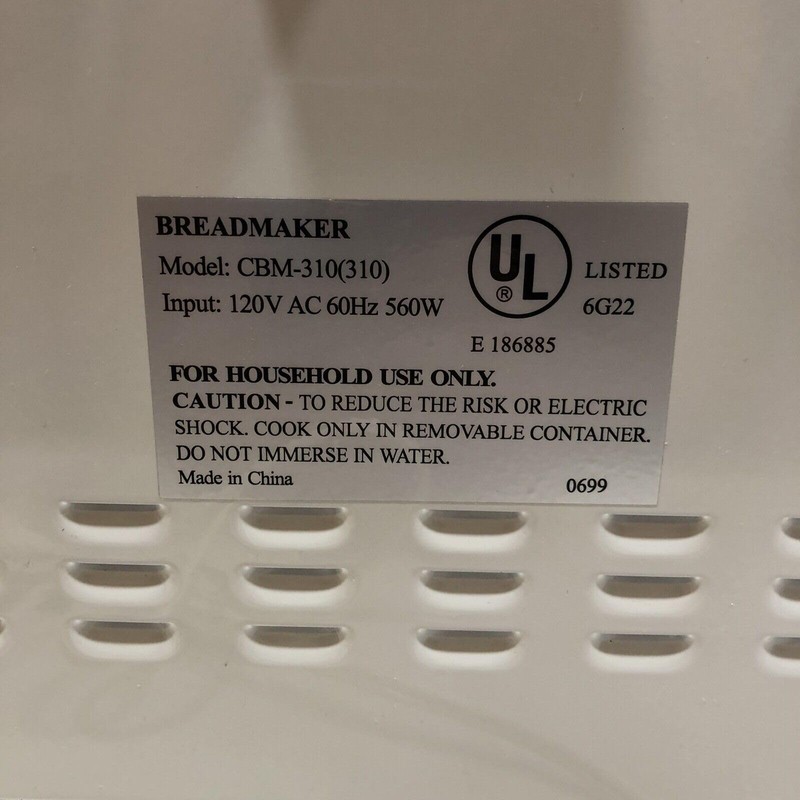 BREADMAKER
Model: CBM-310(310)
Input: 120V AC 60Hz 560W
UL
®
LISTED
6G22
E 186885
FOR HOUSEHOLD USE ONLY.
CAUTION - TO REDUCE THE RISK OR ELECTRIC
SHOCK. COOK ONLY IN REMOVABLE CONTAINER.
DO NOT IMMERSE IN WATER.
Made in China
0699